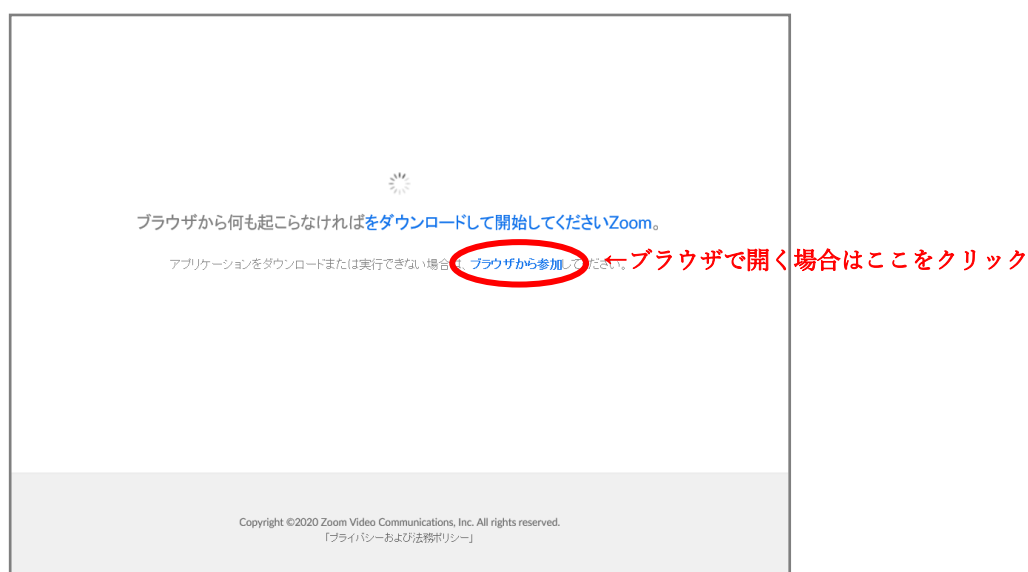 ブラウザから何も起こらなければをダウンロードして開始してくださいZoom。
アプリケーションをダウンロードまたは実行できない場合は、ブラウザから参加してください。
←ブラウザで開く場合はここをクリック
Copyright ©2020 Zoom Video Communications, Inc. All rights reserved.
「プライバシーおよび法務ポリシー」